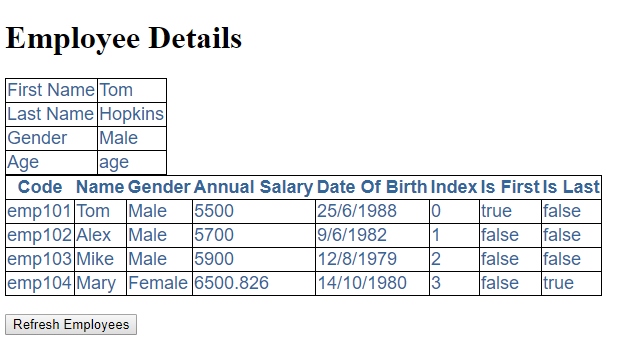 Employee Details
First Name Tom
Last Name Hopkins
Gender Male
Age age
Code Name Gender Annual Salary Date Of Birth Index Is First Is Last
emp101 Tom Male 5500 25/6/1988 0 true false
emp102 Alex Male 5700 9/6/1982 1 false false
emp103 Mike Male 5900 12/8/1979 2 false false
emp104 Mary Female 6500.826 14/10/1980 3 false true
Refresh Employees